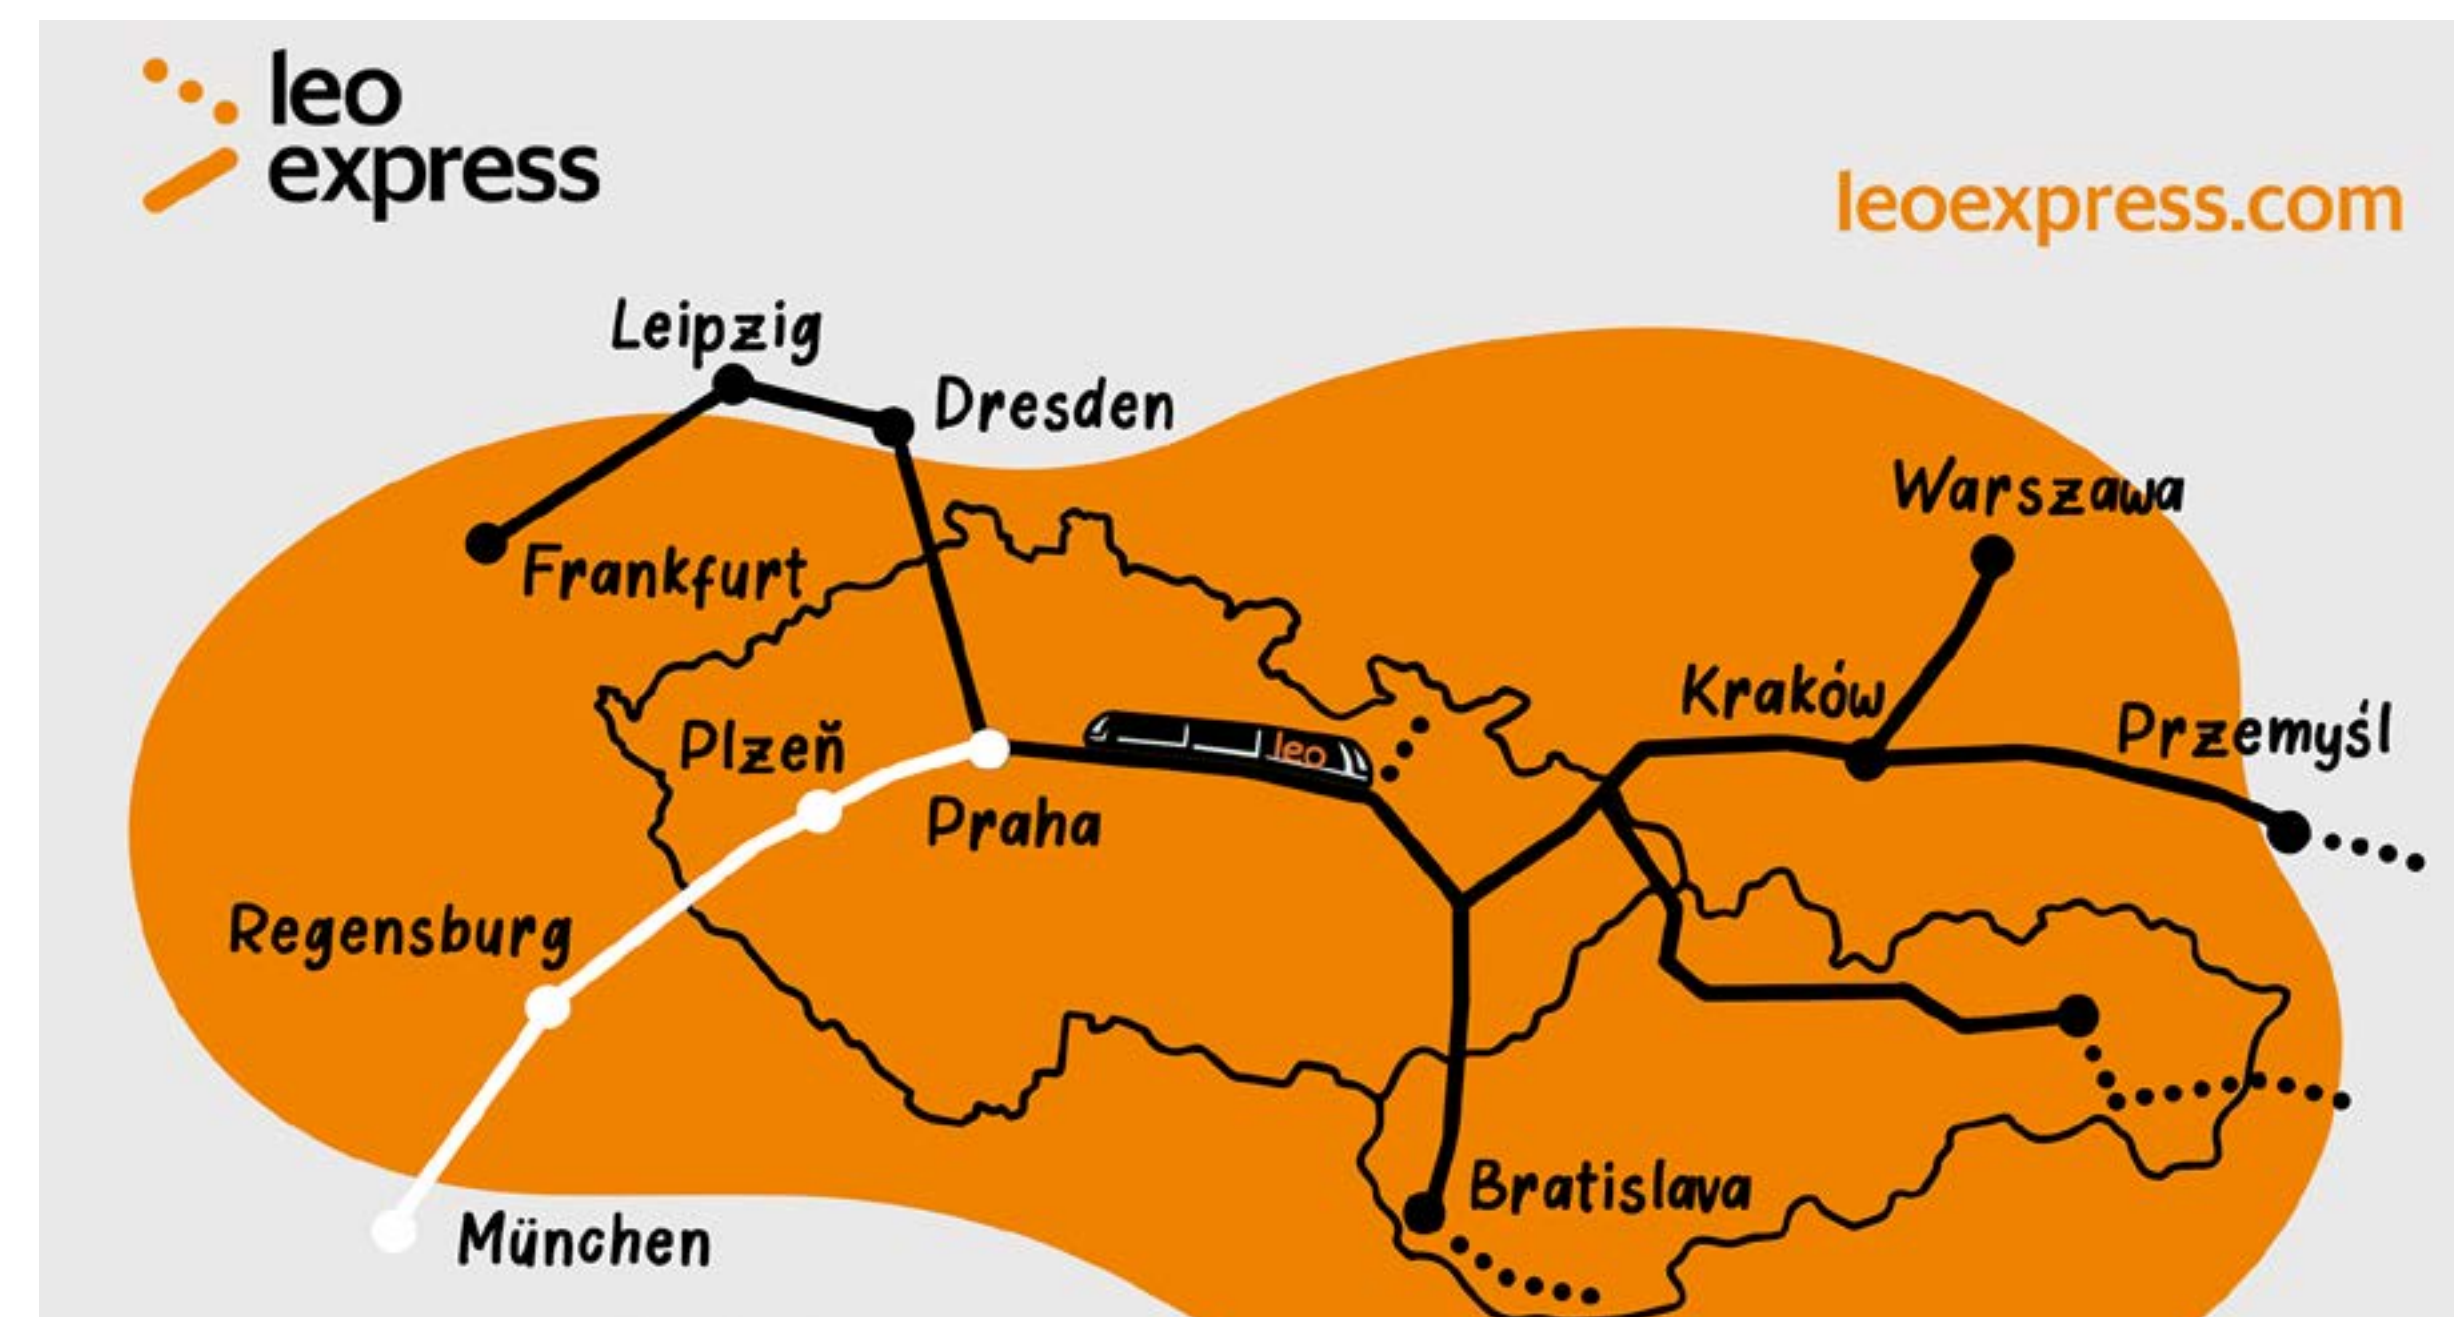 leo
express
leoexpress.com
Leipzig
Dresden
Frankfurt
Warszawa
Kraków
Przemyśl
Plzeň
leo
Praha
Regensburg
Bratislava
München